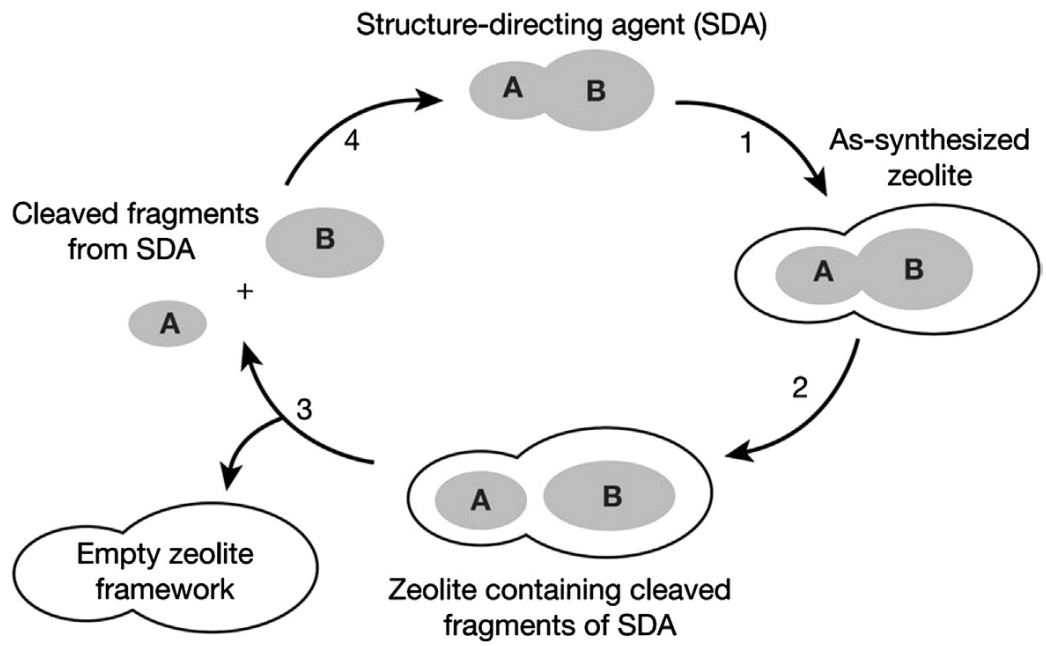 Structure-directing agent (SDA)
A B
1
As-synthesized
zeolite
A B
2
Zeolite containing cleaved
fragments of SDA
A B
3
Empty zeolite
framework
Cleaved fragments
from SDA
B
+
A
4